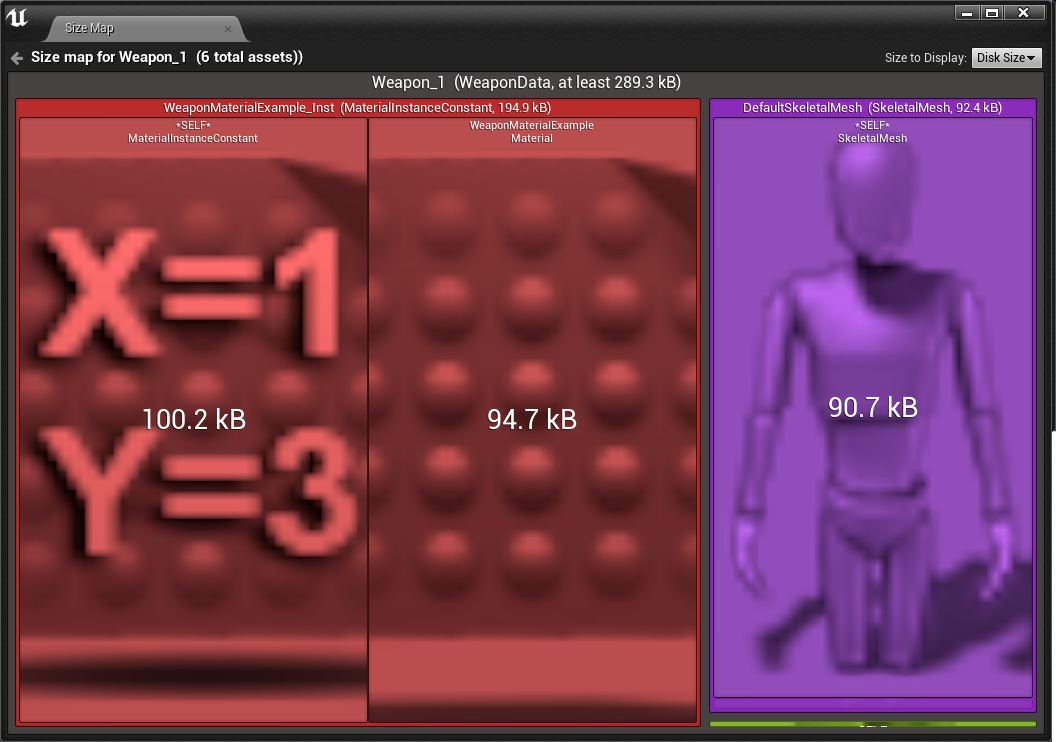 Size Map
Size map for Weapon_1 (6 total assets))
Size to Display: Disk Size
Weapon_1 (WeaponData, at least 289.3 kB)
WeaponMaterialExample_Inst (MaterialInstanceConstant, 194.9 kB)
*SELF*
MaterialInstanceConstant
X=1
Y=3
100.2 kB
WeaponMaterialExample
Material
94.7 kB
DefaultSkeletalMesh (SkeletalMesh, 92.4 kB)
*SELF*
SkeletalMesh
90.7 kB